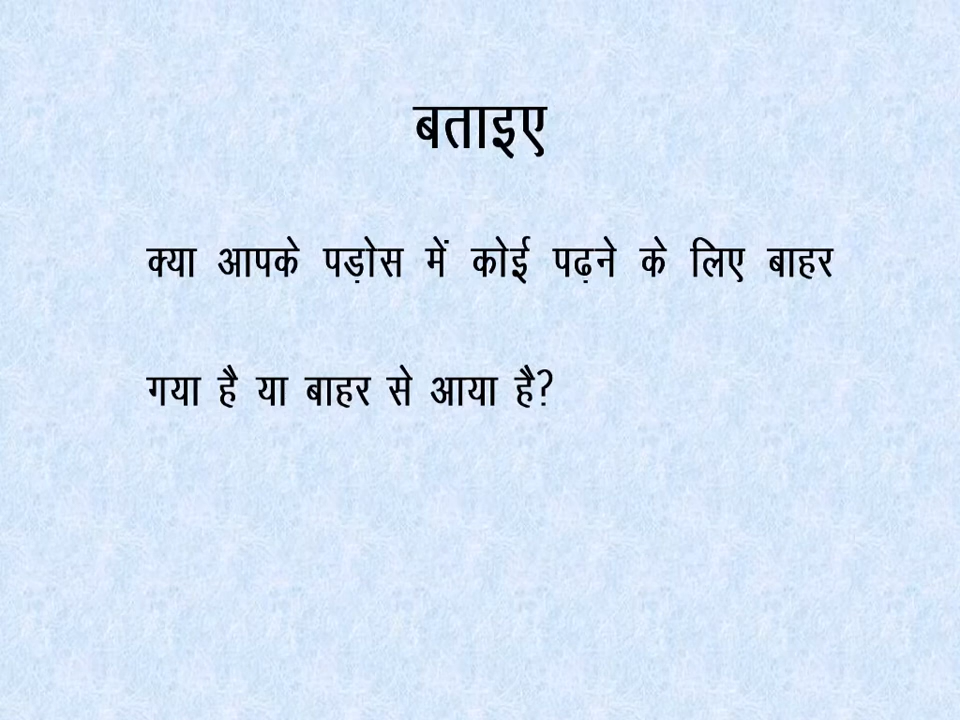 बताइए
क्या आपके पड़ोस में कोई पढ़ने के लिए बाहर
गया है या बाहर से आया है?